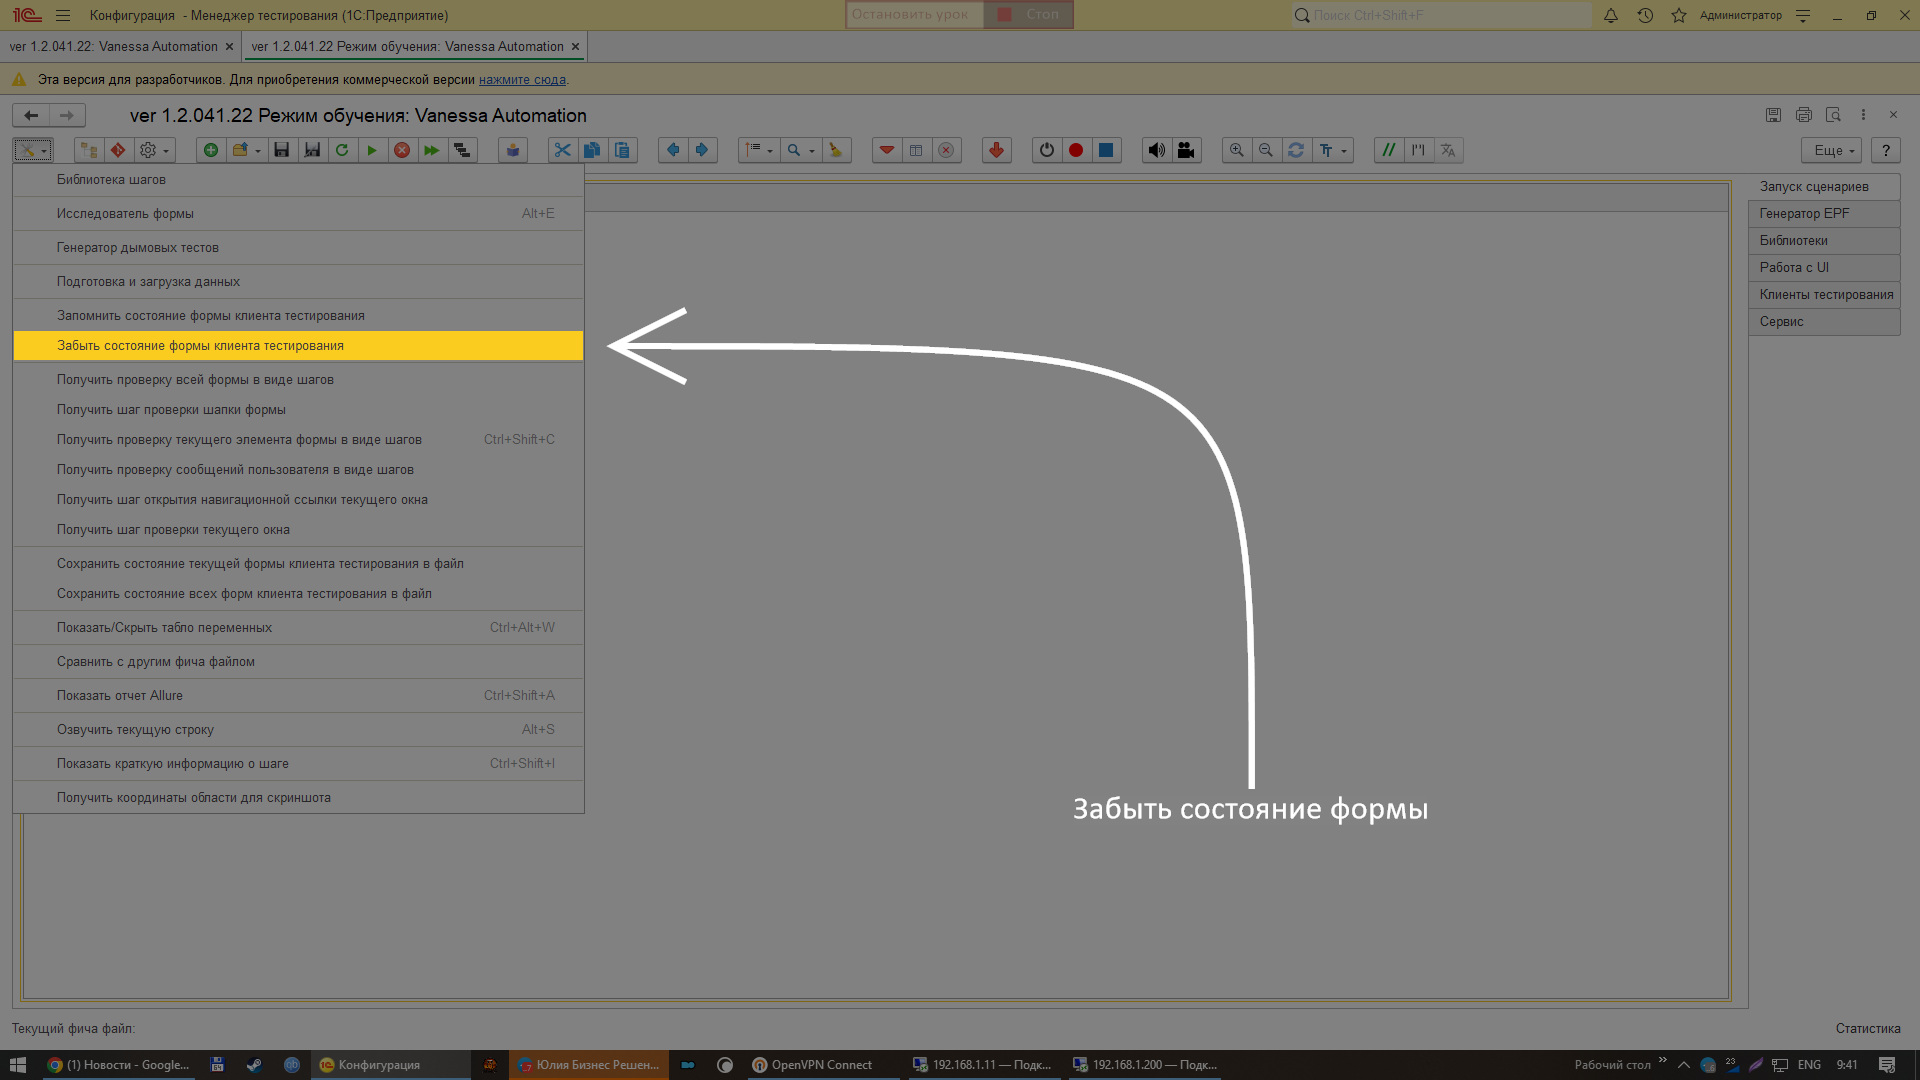 Конфигурация - Менеджер тестирования (1С:Предприятие)
Остановить урок
Стоп
Поиск Ctrl+Shift+F
Администратор
ver 1.2.041.22: Vanessa Automation
ver 1.2.041.22 Режим обучения: Vanessa Automation
Эта версия для разработчиков. Для приобретения коммерческой версии нажмите сюда.
ver 1.2.041.22 Режим обучения: Vanessa Automation
Еще
?
Библиотека шагов
Исследователь формы Alt+E
Генератор дымовых тестов
Подготовка и загрузка данных
Запомнить состояние формы клиента тестирования
Забыть состояние формы клиента тестирования
Получить проверку всей формы в виде шагов
Получить шаг проверки шапки формы
Получить проверку текущего элемента формы в виде шагов Ctrl+Shift+C
Получить проверку сообщений пользователя в виде шагов
Получить шаг открытия навигационной ссылки текущего окна
Получить шаг проверки текущего окна
Сохранить состояние текущей формы клиента тестирования в файл
Сохранить состояние всех форм клиента тестирования в файл
Показать/Скрыть табло переменных Ctrl+Alt+W
Сравнить с другим фича файлом
Показать отчет Allure Ctrl+Shift+A
Озвучить текущую строку Alt+S
Показать краткую информацию о шаге Ctrl+Shift+I
Получить координаты области для скриншота
Запуск сценариев
Генератор EPF
Библиотеки
Работа с UI
Клиенты тестирования
Сервис
Забыть состояние формы
Текущий фича файл:
Статистика
(1) Новости - Google...
Конфигурация
Юлия Бизнес Решен...
OpenVPN Connect
192.168.1.11 — Подк...
192.168.1.200 — Подк...
Рабочий стол
23
ENG
9:41